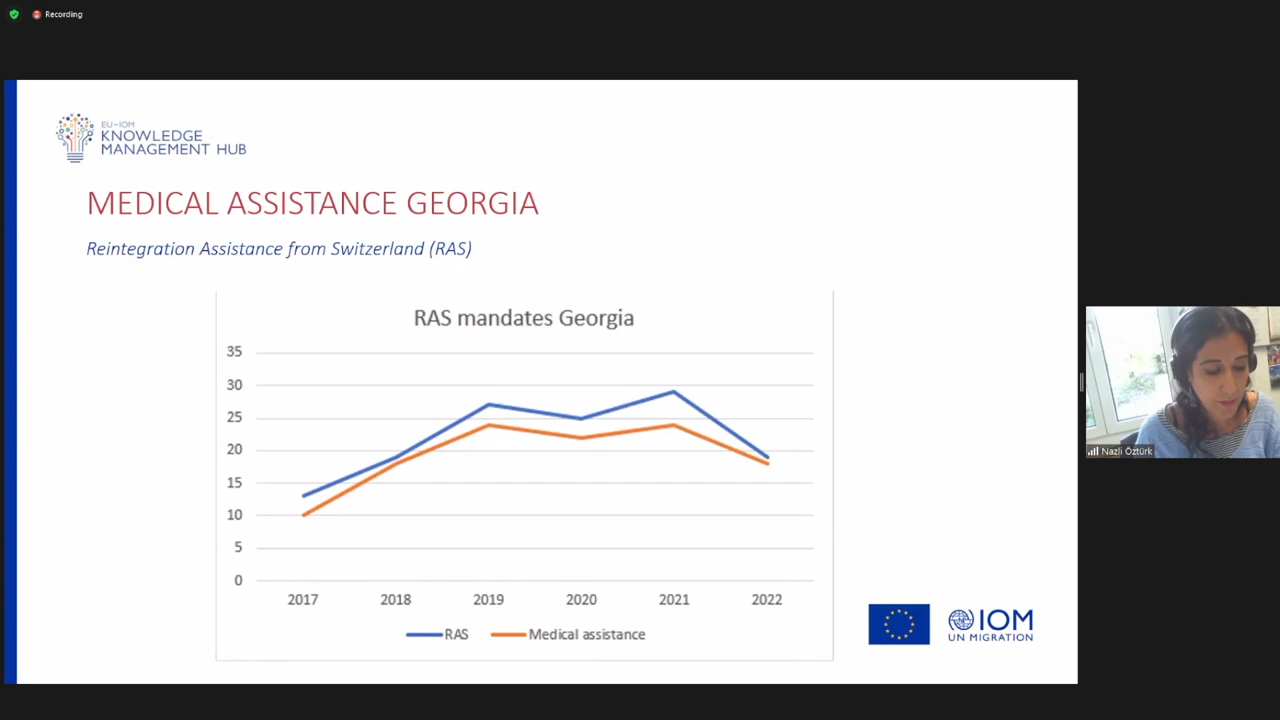 Recording
EU–IOM
KNOWLEDGE
MANAGEMENT HUB
MEDICAL ASSISTANCE GEORGIA
Reintegration Assistance from Switzerland (RAS)
RAS mandates Georgia
35
30
25
20
15
10
5
0
2017 2018 2019 2020 2021 2022
RAS Medical assistance
IOM
UN MIGRATION
Nazli Öztürk